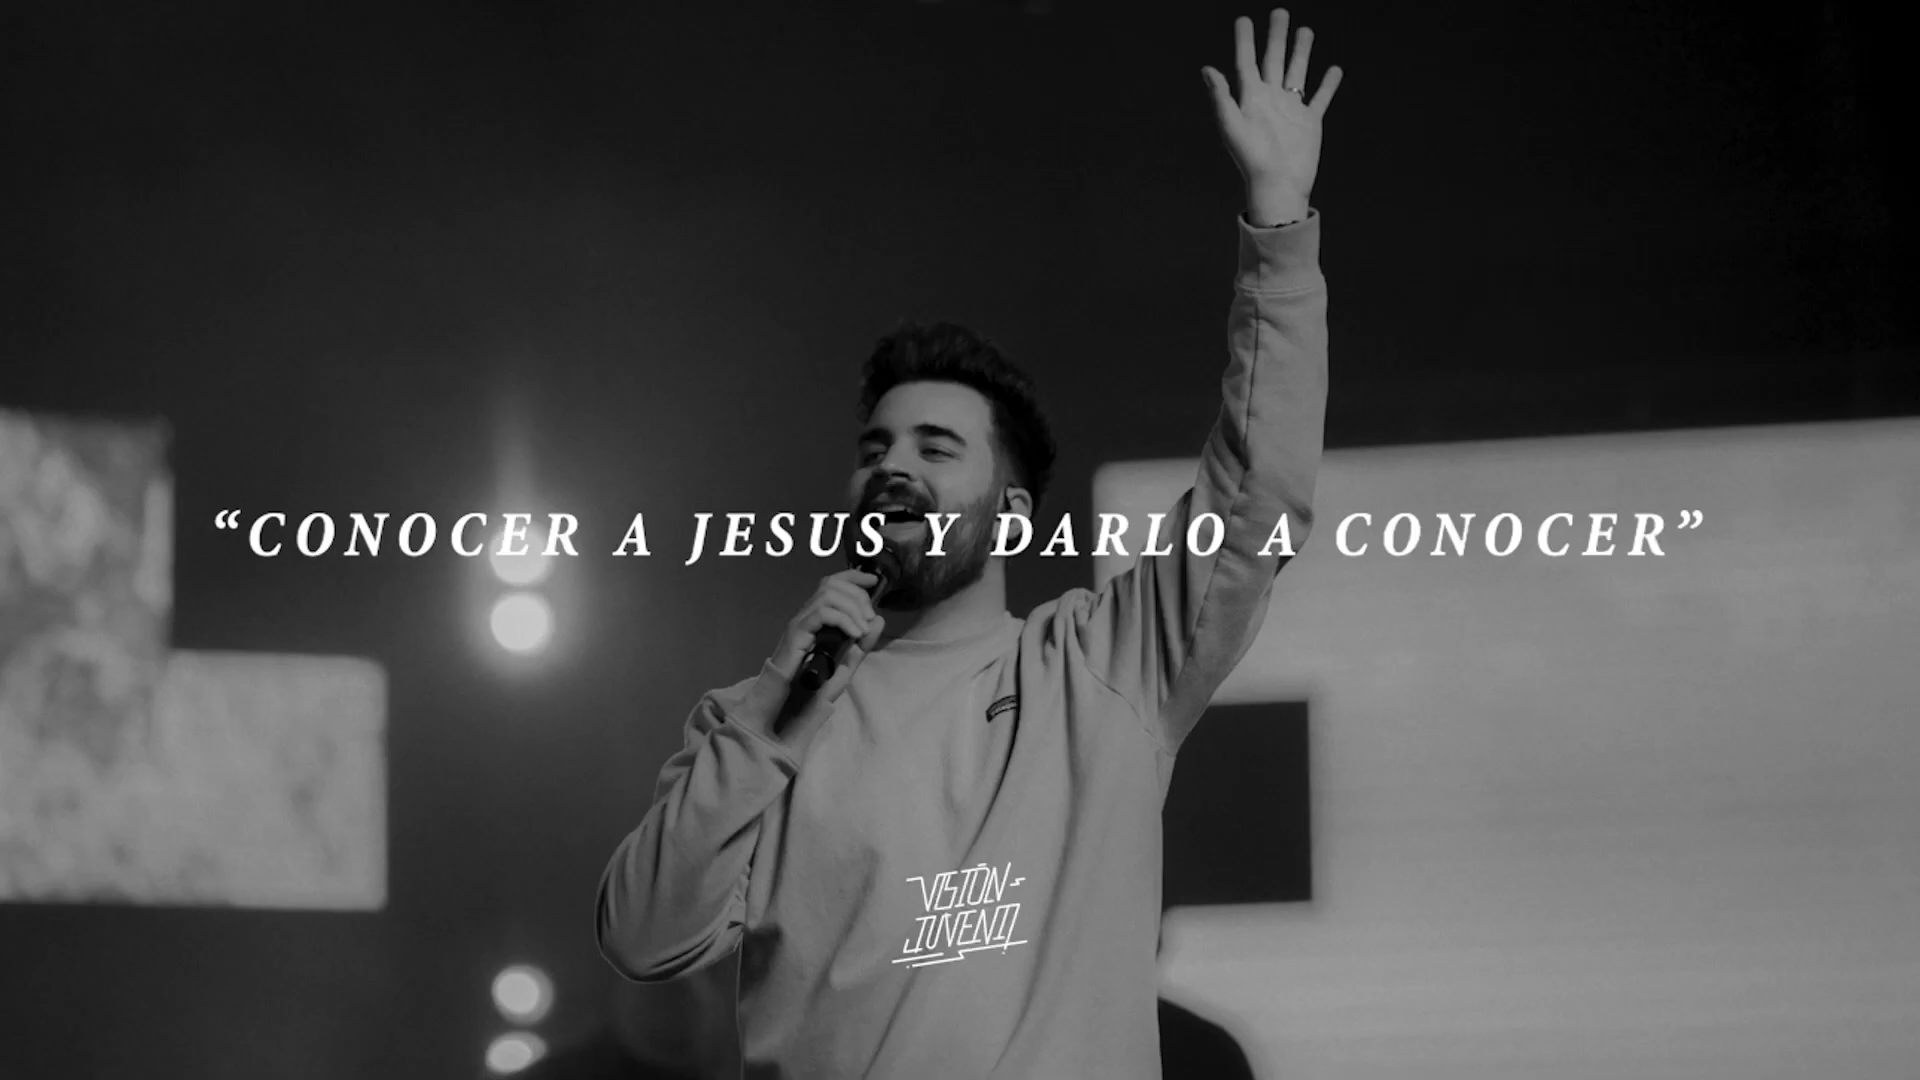 “CONOCER A JESUS Y DARLO A CONOCER”
VISIÓN
JUVENIL